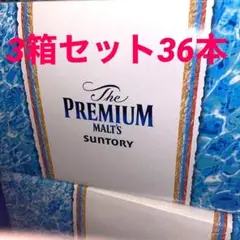 3箱セット36本
The
PREMIUM
MALT'S
SUNTORY